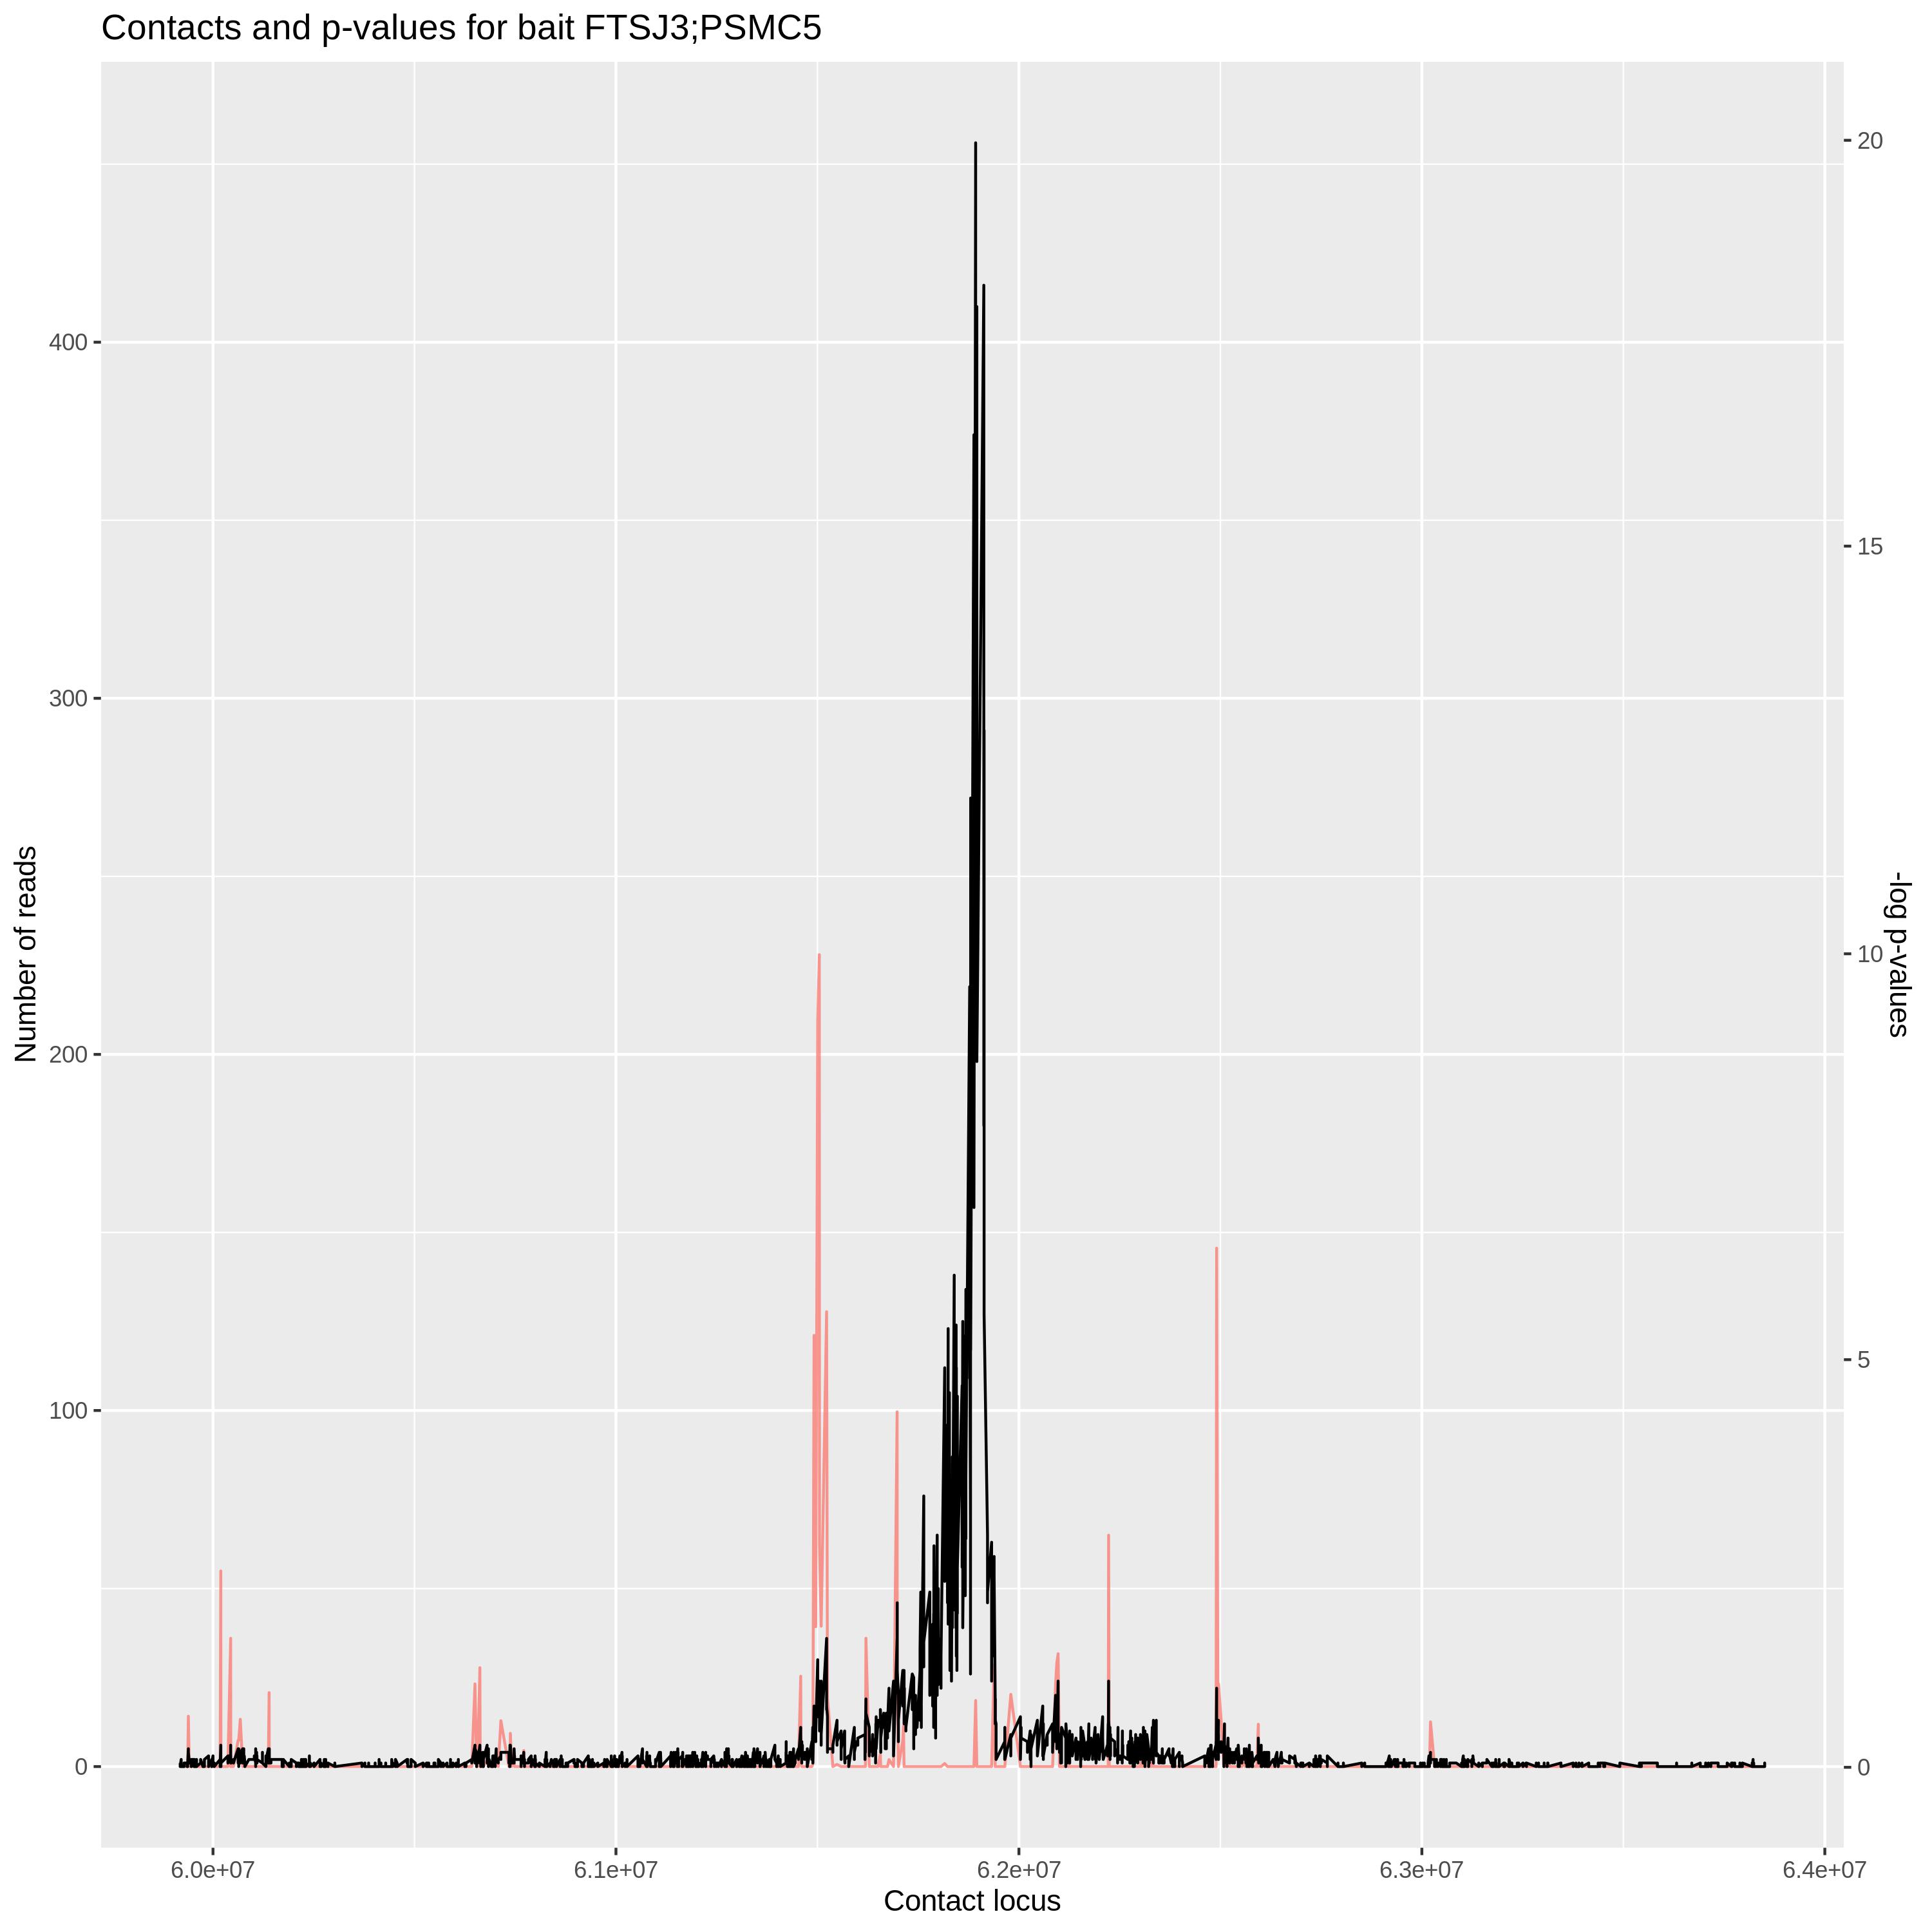 Contacts and p-values for bait FTSJ3;PSMC5
Number of reads
400
300
200
100
0
20
15
10
5
0
-log p-values
6.0e+07
6.1e+07
6.2e+07
6.3e+07
6.4e+07
Contact locus